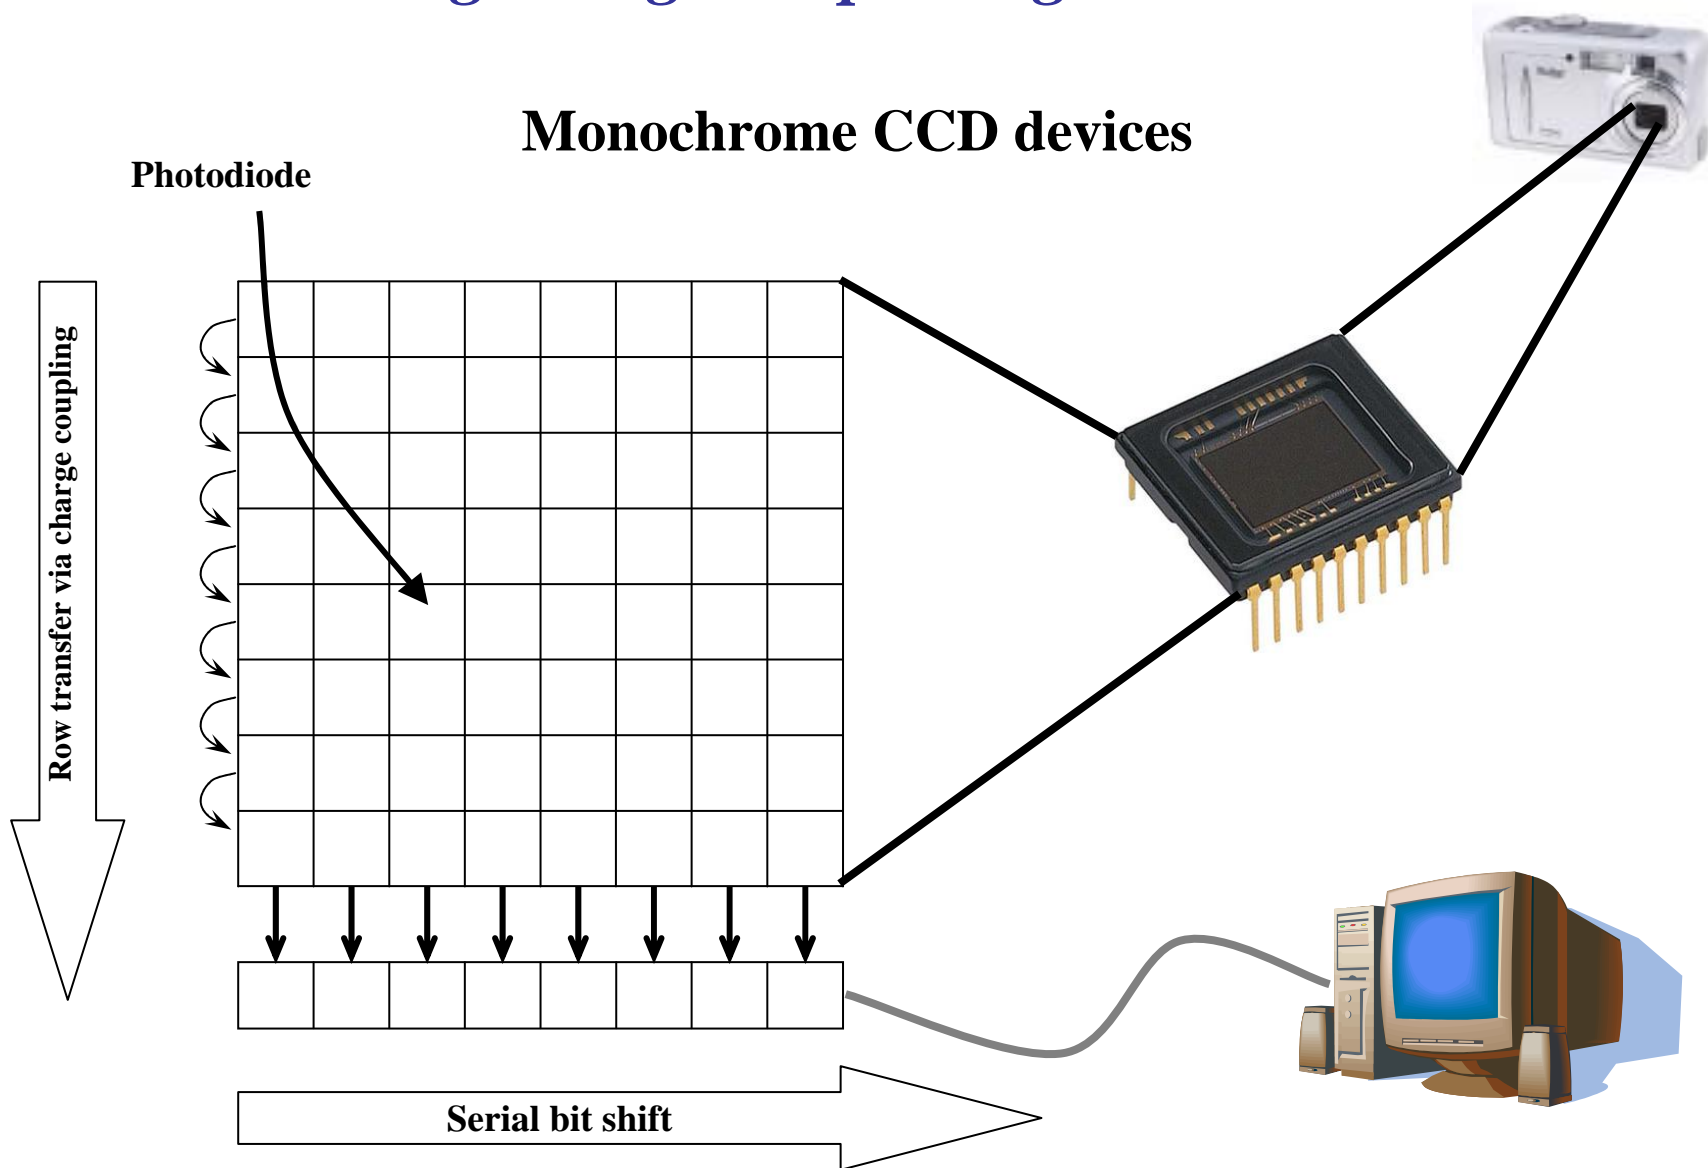 Monochrome CCD devices
Photodiode
Row transfer via charge coupling
Serial bit shift